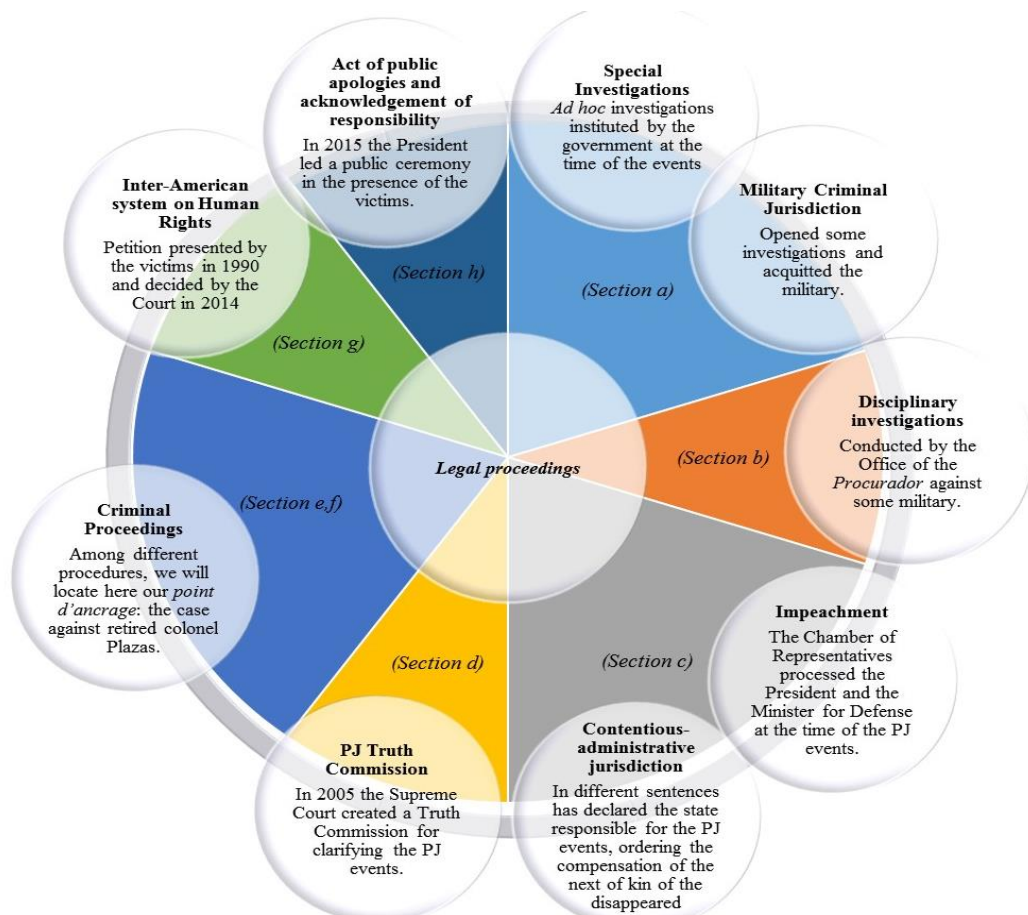 Act of public
apologies and
acknowledgement of
responsibility
In 2015 the President
led a public ceremony
in the presence of the
victims.
(Section h)
Special
Investigations
Ad hoc investigations
instituted by the
government at the
time of the events
(Section a)
Military Criminal
Jurisdiction
Opened some
investigations and
acquitted the
military.
Disciplinary
investigations
Conducted by the
Office of the
Procurador against
some military.
(Section b)
Impeachment
The Chamber of
Representatives
processed the
President and the
Minister for Defense
at the time of the PJ
events.
(Section c)
Contentious-
administrative
jurisdiction
In different sentences
has declared the state
responsible for the PJ
events, ordering the
compensation of the
next of kin of the
disappeared
PJ Truth
Commission
In 2005 the Supreme
Court created a Truth
Commission for
clarifying the PJ
events.
(Section d)
Criminal
Proceedings
Among different
procedures, we will
locate here our point
d’ancrage: the case
against retired colonel
Plazas.
(Section e,f)
Inter-American
system on Human
Rights
Petition presented by
the victims in 1990
and decided by the
Court in 2014
(Section g)
Legal proceedings